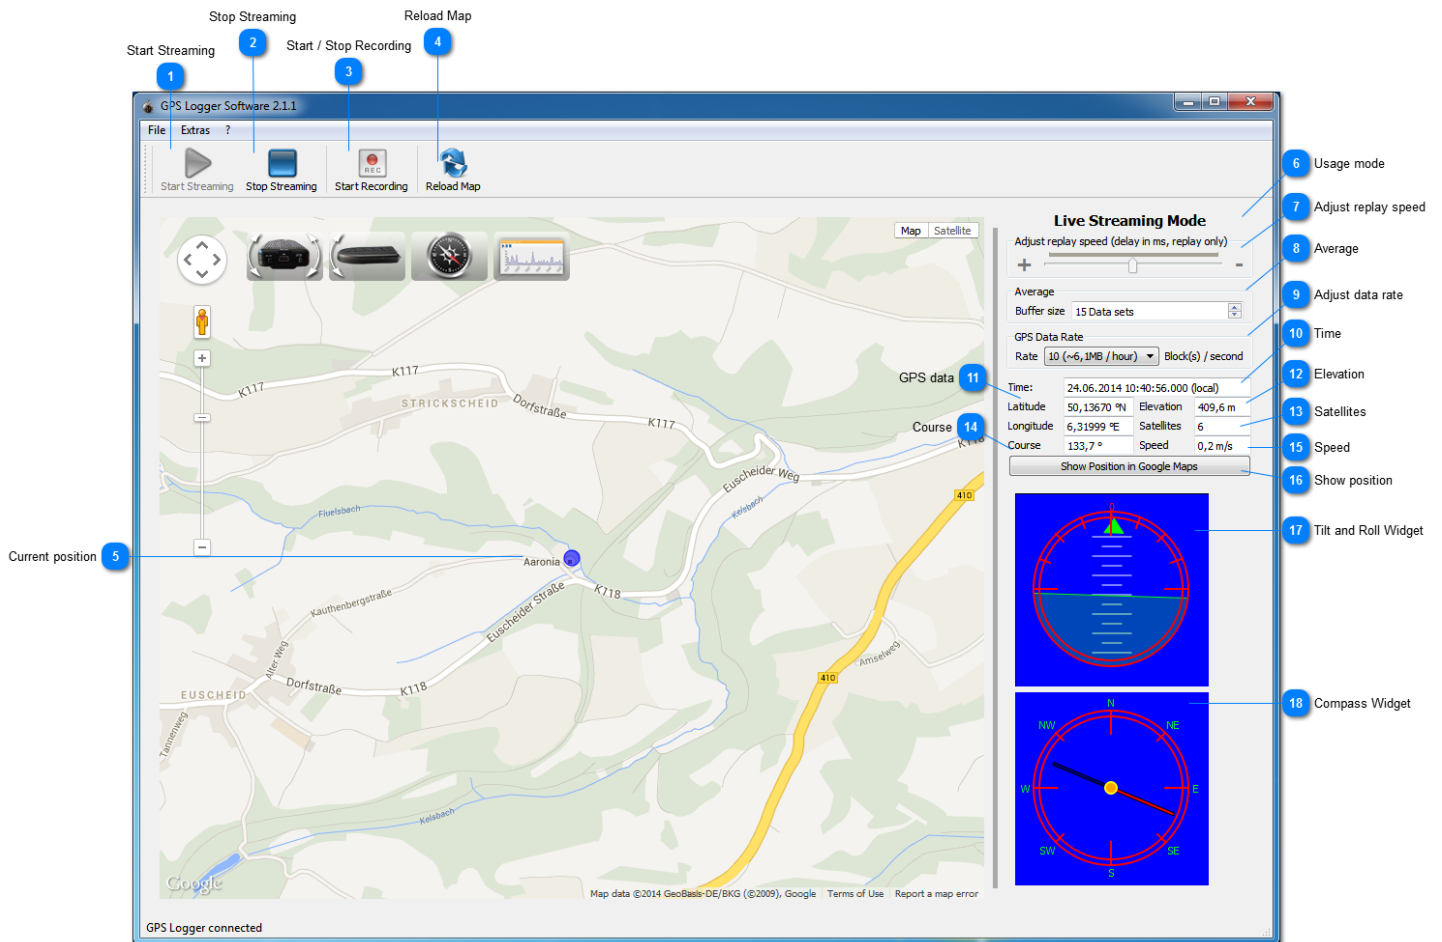 Stop Streaming
Reload Map
2
4
Start Streaming
Start / Stop Recording
1
3
GPS Logger Software 2.1.1
File Extras ?
REC
Start Streaming Stop Streaming Start Recording Reload Map
6 Usage mode
7 Adjust replay speed
8 Average
9 Adjust data rate
10 Time
12 Elevation
13 Satellites
15 Speed
16 Show position
17 Tilt and Roll Widget
18 Compass Widget
GPS data 11
Course 14
Current position 5
Map Satellite
K117
K117
STRICKSCHEID
Dorfstraße
K117
K118
Euscheider Weg
Kelsbach
410
Fluelsbach
Aaronia
K118
Kauthenbergstraße
Euscheider Straße
Alter Weg
Amselweg
410
EUSCHEID
Dorfstraße
K118
Tannenweg
Kelsbach
Google
Map data ©2014 GeoBasis-DE/BKG (©2009), Google Terms of Use Report a map error
Live Streaming Mode
Adjust replay speed (delay in ms, replay only)
+ -
Average
Buffer size 15 Data sets
GPS Data Rate
Rate 10 (~6,1MB / hour) Block(s) / second
Time: 24.06.2014 10:40:56.000 (local)
Latitude 50,13670 °N Elevation 409,6 m
Longitude 6,31999 °E Satellites 6
Course 133,7 ° Speed 0,2 m/s
Show Position in Google Maps
0
N
NW NE
W E
SW SE
S
GPS Logger connected